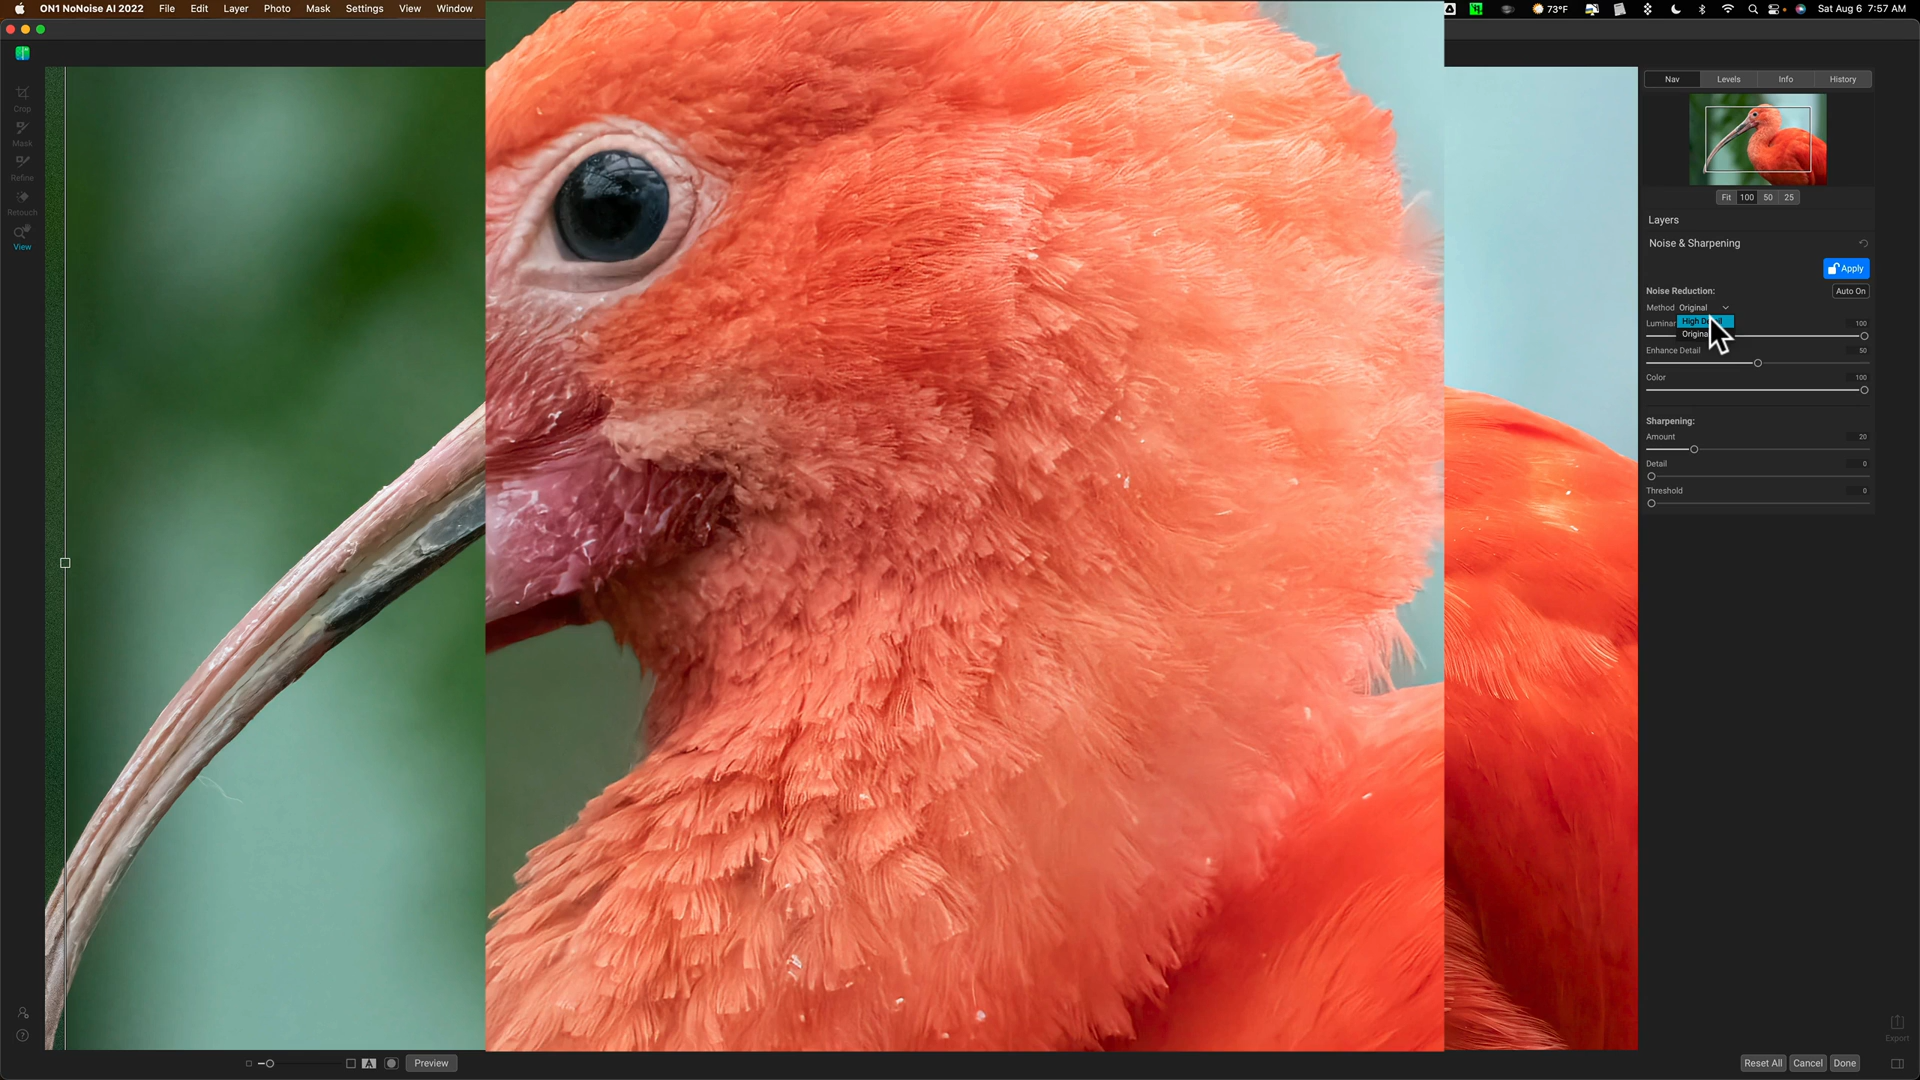 ON1 NoNoise AI 2022 File Edit Layer Photo Mask Settings View Window 73°F Sat Aug 6 7:57 AM
Nav Levels Info History
Crop
Mask
Refine
Retouch
View
Fit 100 50 25
Layers
Noise & Sharpening
Apply
Noise Reduction: Auto On
Method Original
High
Luminar 100
Original
Enhance Detail 50
Color 100
Sharpening:
Amount 20
Detail 0
Threshold 0
Export
A Preview Reset All Cancel Done